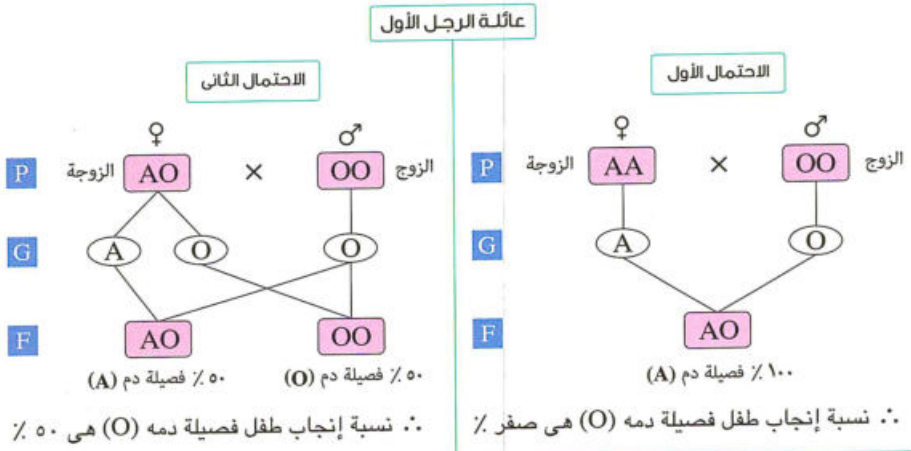 عائلة الرجل الأول
الاحتمال الأول
♀ ♂
P الزوجة AA × OO الزوج
G A O
F AO
١٠٠٪ فصيلة دم (A)
∴ نسبة إنجاب طفل فصيلة دمه (O) هى صفر ٪
الاحتمال الثانى
♀ ♂
P الزوجة AO × OO الزوج
G A O O
F AO OO
٥٠٪ فصيلة دم (O) ٥٠٪ فصيلة دم (A)
∴ نسبة إنجاب طفل فصيلة دمه (O) هى ٥٠ ٪